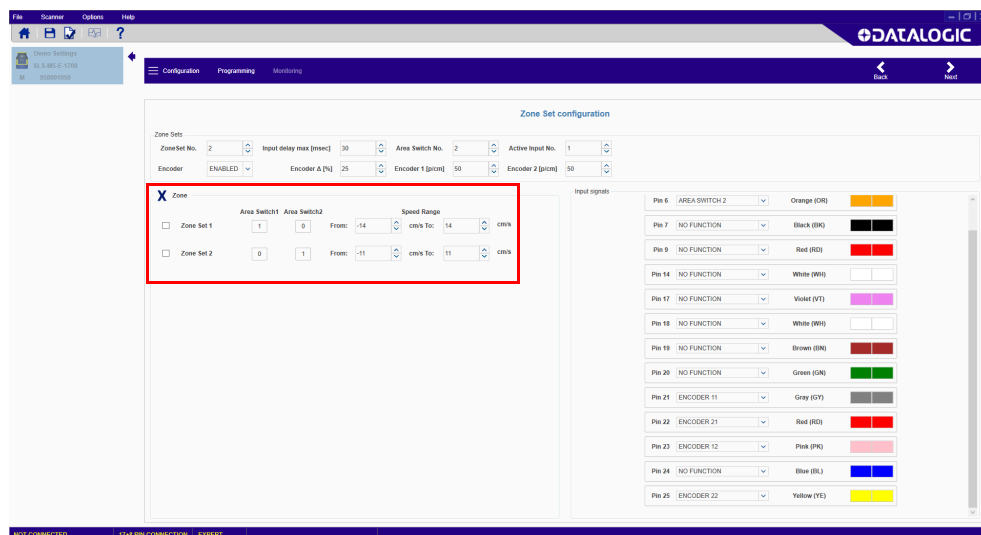 File Scanner Options Help
DATALOGIC
Demo Settings
SLS-M5-E-1708
M 950001050
Configuration Programming Monitoring Back Next
Zone Set configuration
Zone Sets
ZoneSet No. 2 Input delay max [msec] 30 Area Switch No. 2 Active Input No. 1
Encoder ENABLED Encoder Δ [%] 25 Encoder 1 [p/cm] 50 Encoder 2 [p/cm] 50
X Zone
Area Switch1 Area Switch2 Speed Range
Zone Set 1 1 0 From: -14 cm/s To: 14 cm/s
Zone Set 2 0 1 From: -11 cm/s To: 11 cm/s
Input signals
Pin 6 AREA SWITCH 2 Orange (OR)
Pin 7 NO FUNCTION Black (BK)
Pin 9 NO FUNCTION Red (RD)
Pin 14 NO FUNCTION White (WH)
Pin 17 NO FUNCTION Violet (VT)
Pin 18 NO FUNCTION White (WH)
Pin 19 NO FUNCTION Brown (BN)
Pin 20 NO FUNCTION Green (GN)
Pin 21 ENCODER 11 Gray (GY)
Pin 22 ENCODER 21 Red (RD)
Pin 23 ENCODER 12 Pink (PK)
Pin 24 NO FUNCTION Blue (BL)
Pin 25 ENCODER 22 Yellow (YE)
NOT CONNECTED 17+8 PIN CONNECTION EXPERT